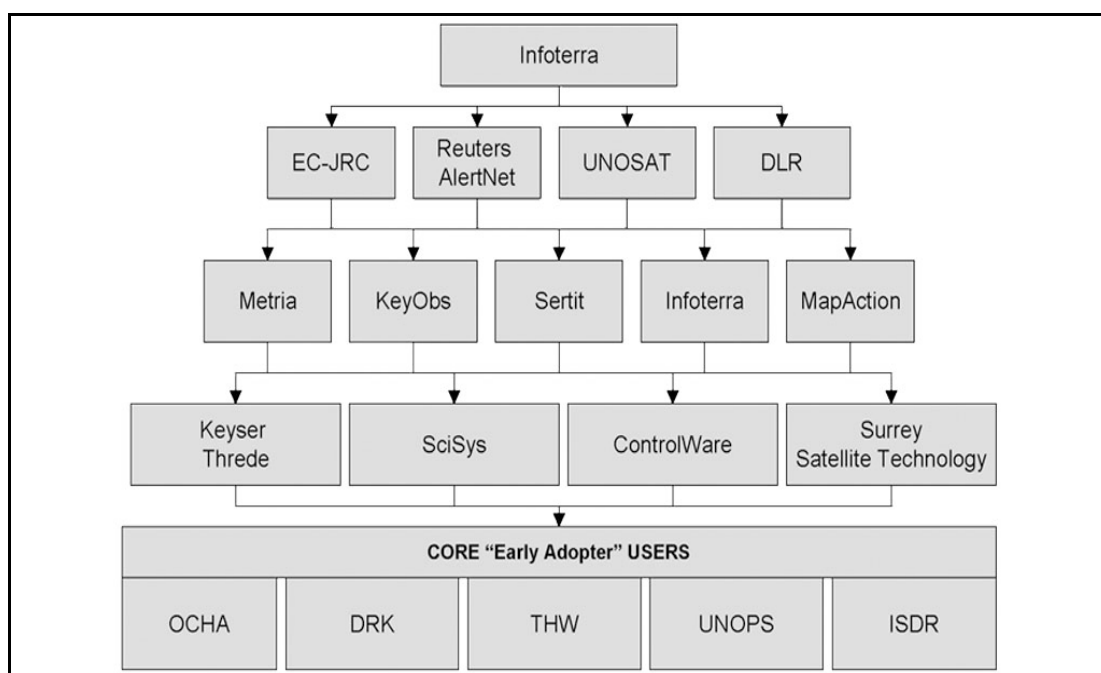 Infoterra
EC-JRC
Reuters
AlertNet
UNOSAT
DLR
Metria
KeyObs
Sertit
Infoterra
MapAction
Keyser
Threde
SciSys
ControlWare
Surrey
Satellite Technology
CORE “Early Adopter” USERS
OCHA
DRK
THW
UNOPS
ISDR